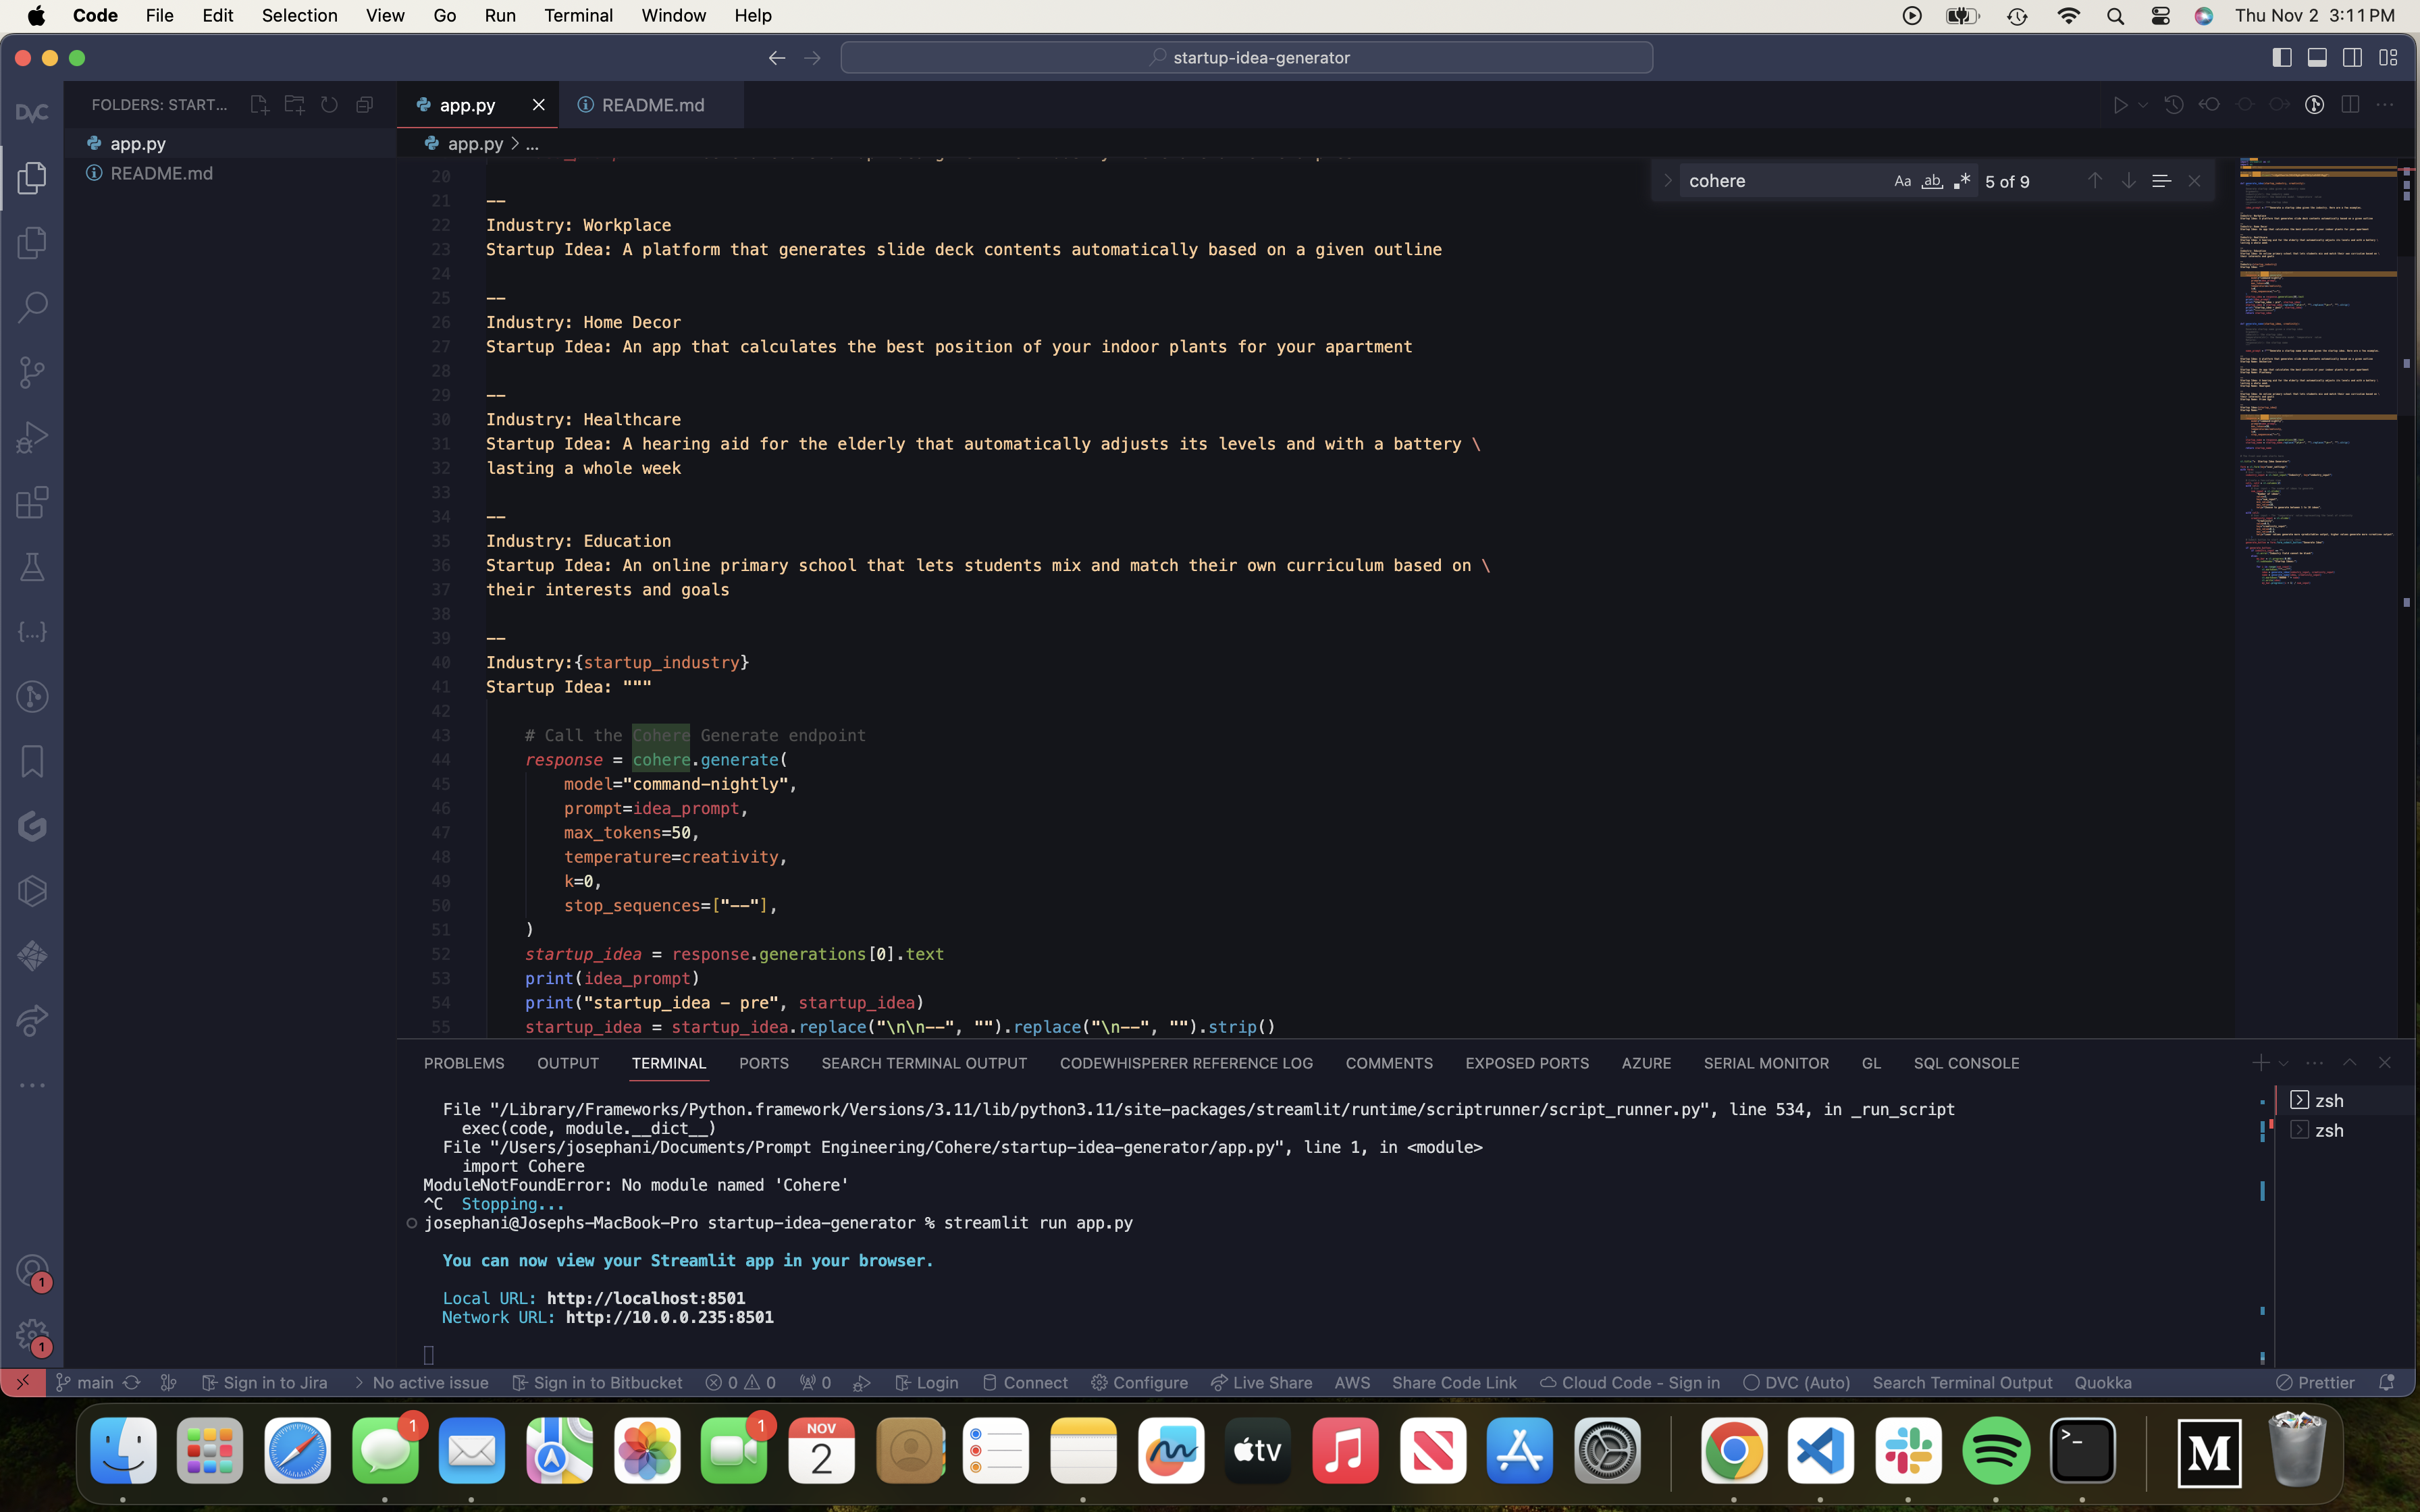 Code File Edit Selection View Go Run Terminal Window Help Thu Nov 2 3:11 PM
startup-idea-generator
DVC FOLDERS: START... app.py README.md
app.py app.py > ...
README.md
cohere Aa ab 5 of 9
20
21 --
22 Industry: Workplace
23 Startup Idea: A platform that generates slide deck contents automatically based on a given outline
24
25 --
26 Industry: Home Decor
27 Startup Idea: An app that calculates the best position of your indoor plants for your apartment
28
29 --
30 Industry: Healthcare
31 Startup Idea: A hearing aid for the elderly that automatically adjusts its levels and with a battery \
32 lasting a whole week
33
34 --
35 Industry: Education
36 Startup Idea: An online primary school that lets students mix and match their own curriculum based on \
37 their interests and goals
38
39 --
40 Industry:{startup_industry}
41 Startup Idea: """
42
43 # Call the Cohere Generate endpoint
44 response = cohere.generate(
45 model="command-nightly",
46 prompt=idea_prompt,
47 max_tokens=50,
48 temperature=creativity,
49 k=0,
50 stop_sequences=["--"],
51 )
52 startup_idea = response.generations[0].text
53 print(idea_prompt)
54 print("startup_idea - pre", startup_idea)
55 startup_idea = startup_idea.replace("\n\n--", "").replace("\n--", "").strip()
PROBLEMS OUTPUT TERMINAL PORTS SEARCH TERMINAL OUTPUT CODEWHISPERER REFERENCE LOG COMMENTS EXPOSED PORTS AZURE SERIAL MONITOR GL SQL CONSOLE
File "/Library/Frameworks/Python.framework/Versions/3.11/lib/python3.11/site-packages/streamlit/runtime/scriptrunner/script_runner.py", line 534, in _run_script
exec(code, module.__dict__)
File "/Users/josephani/Documents/Prompt Engineering/Cohere/startup-idea-generator/app.py", line 1, in <module>
import Cohere
ModuleNotFoundError: No module named 'Cohere'
^C Stopping...
josephani@Josephs-MacBook-Pro startup-idea-generator % streamlit run app.py
You can now view your Streamlit app in your browser.
Local URL: http://localhost:8501
Network URL: http://10.0.0.235:8501
zsh
zsh
1
1
main Sign in to Jira No active issue Sign in to Bitbucket 0 0 0 Login Connect Configure Live Share AWS Share Code Link Cloud Code - Sign in DVC (Auto) Search Terminal Output Quokka Prettier
1 1 NOV 2 tv M